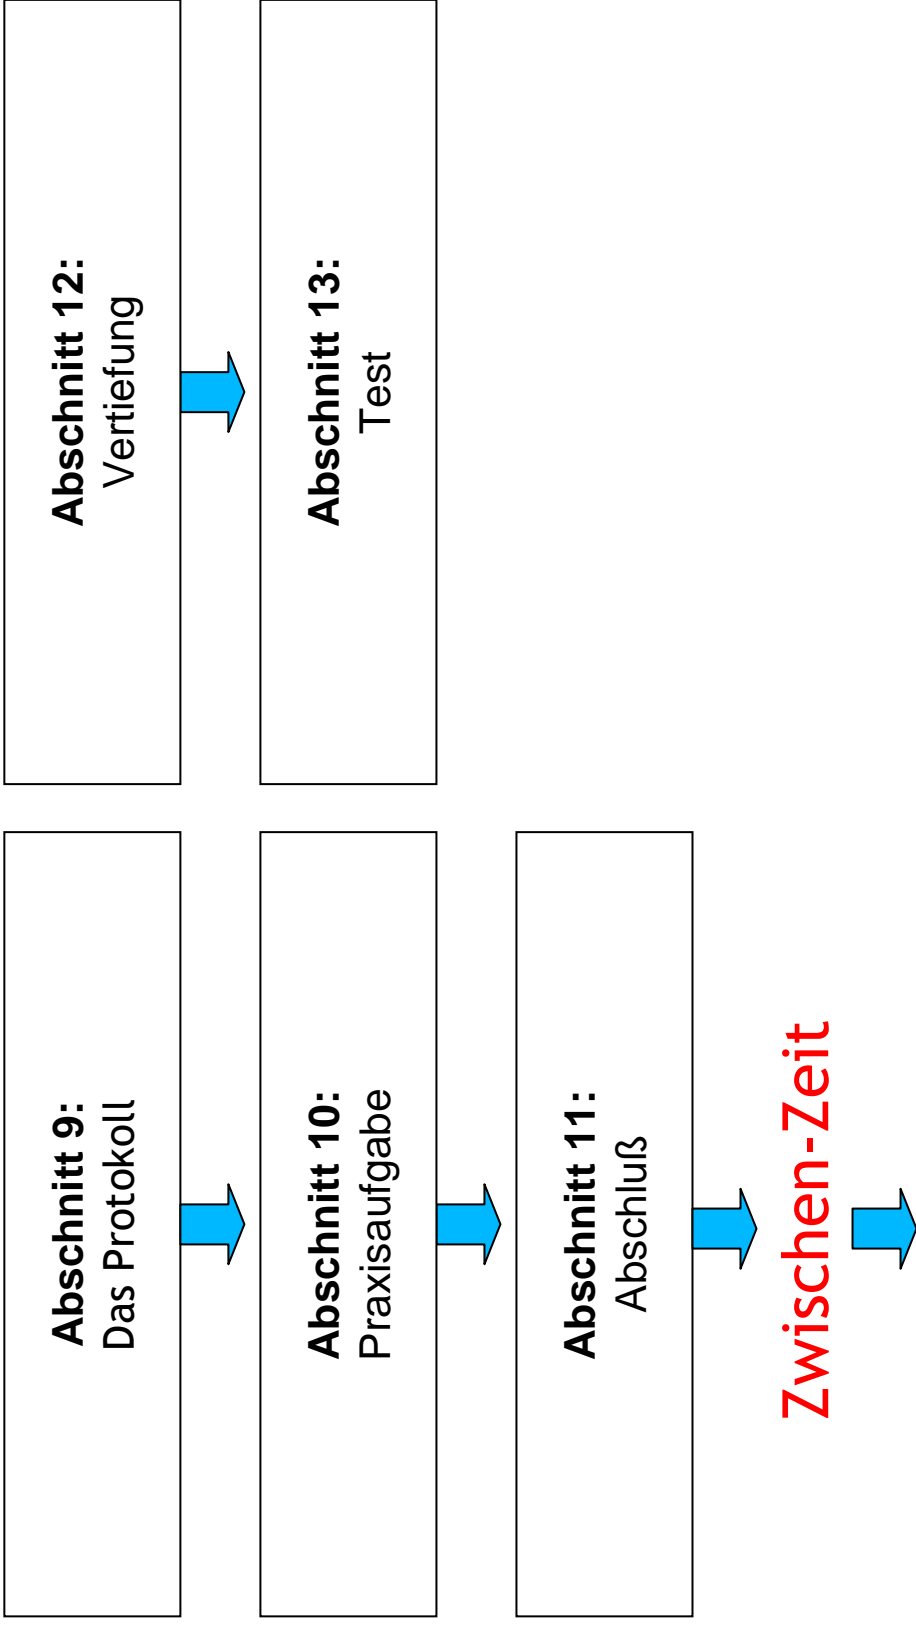 Abschnitt 9:
Das Protokoll
Abschnitt 10:
Praxisaufgabe
Abschnitt 11:
Abschluß
Zwischen-Zeit
Abschnitt 12:
Vertiefung
Abschnitt 13:
Test